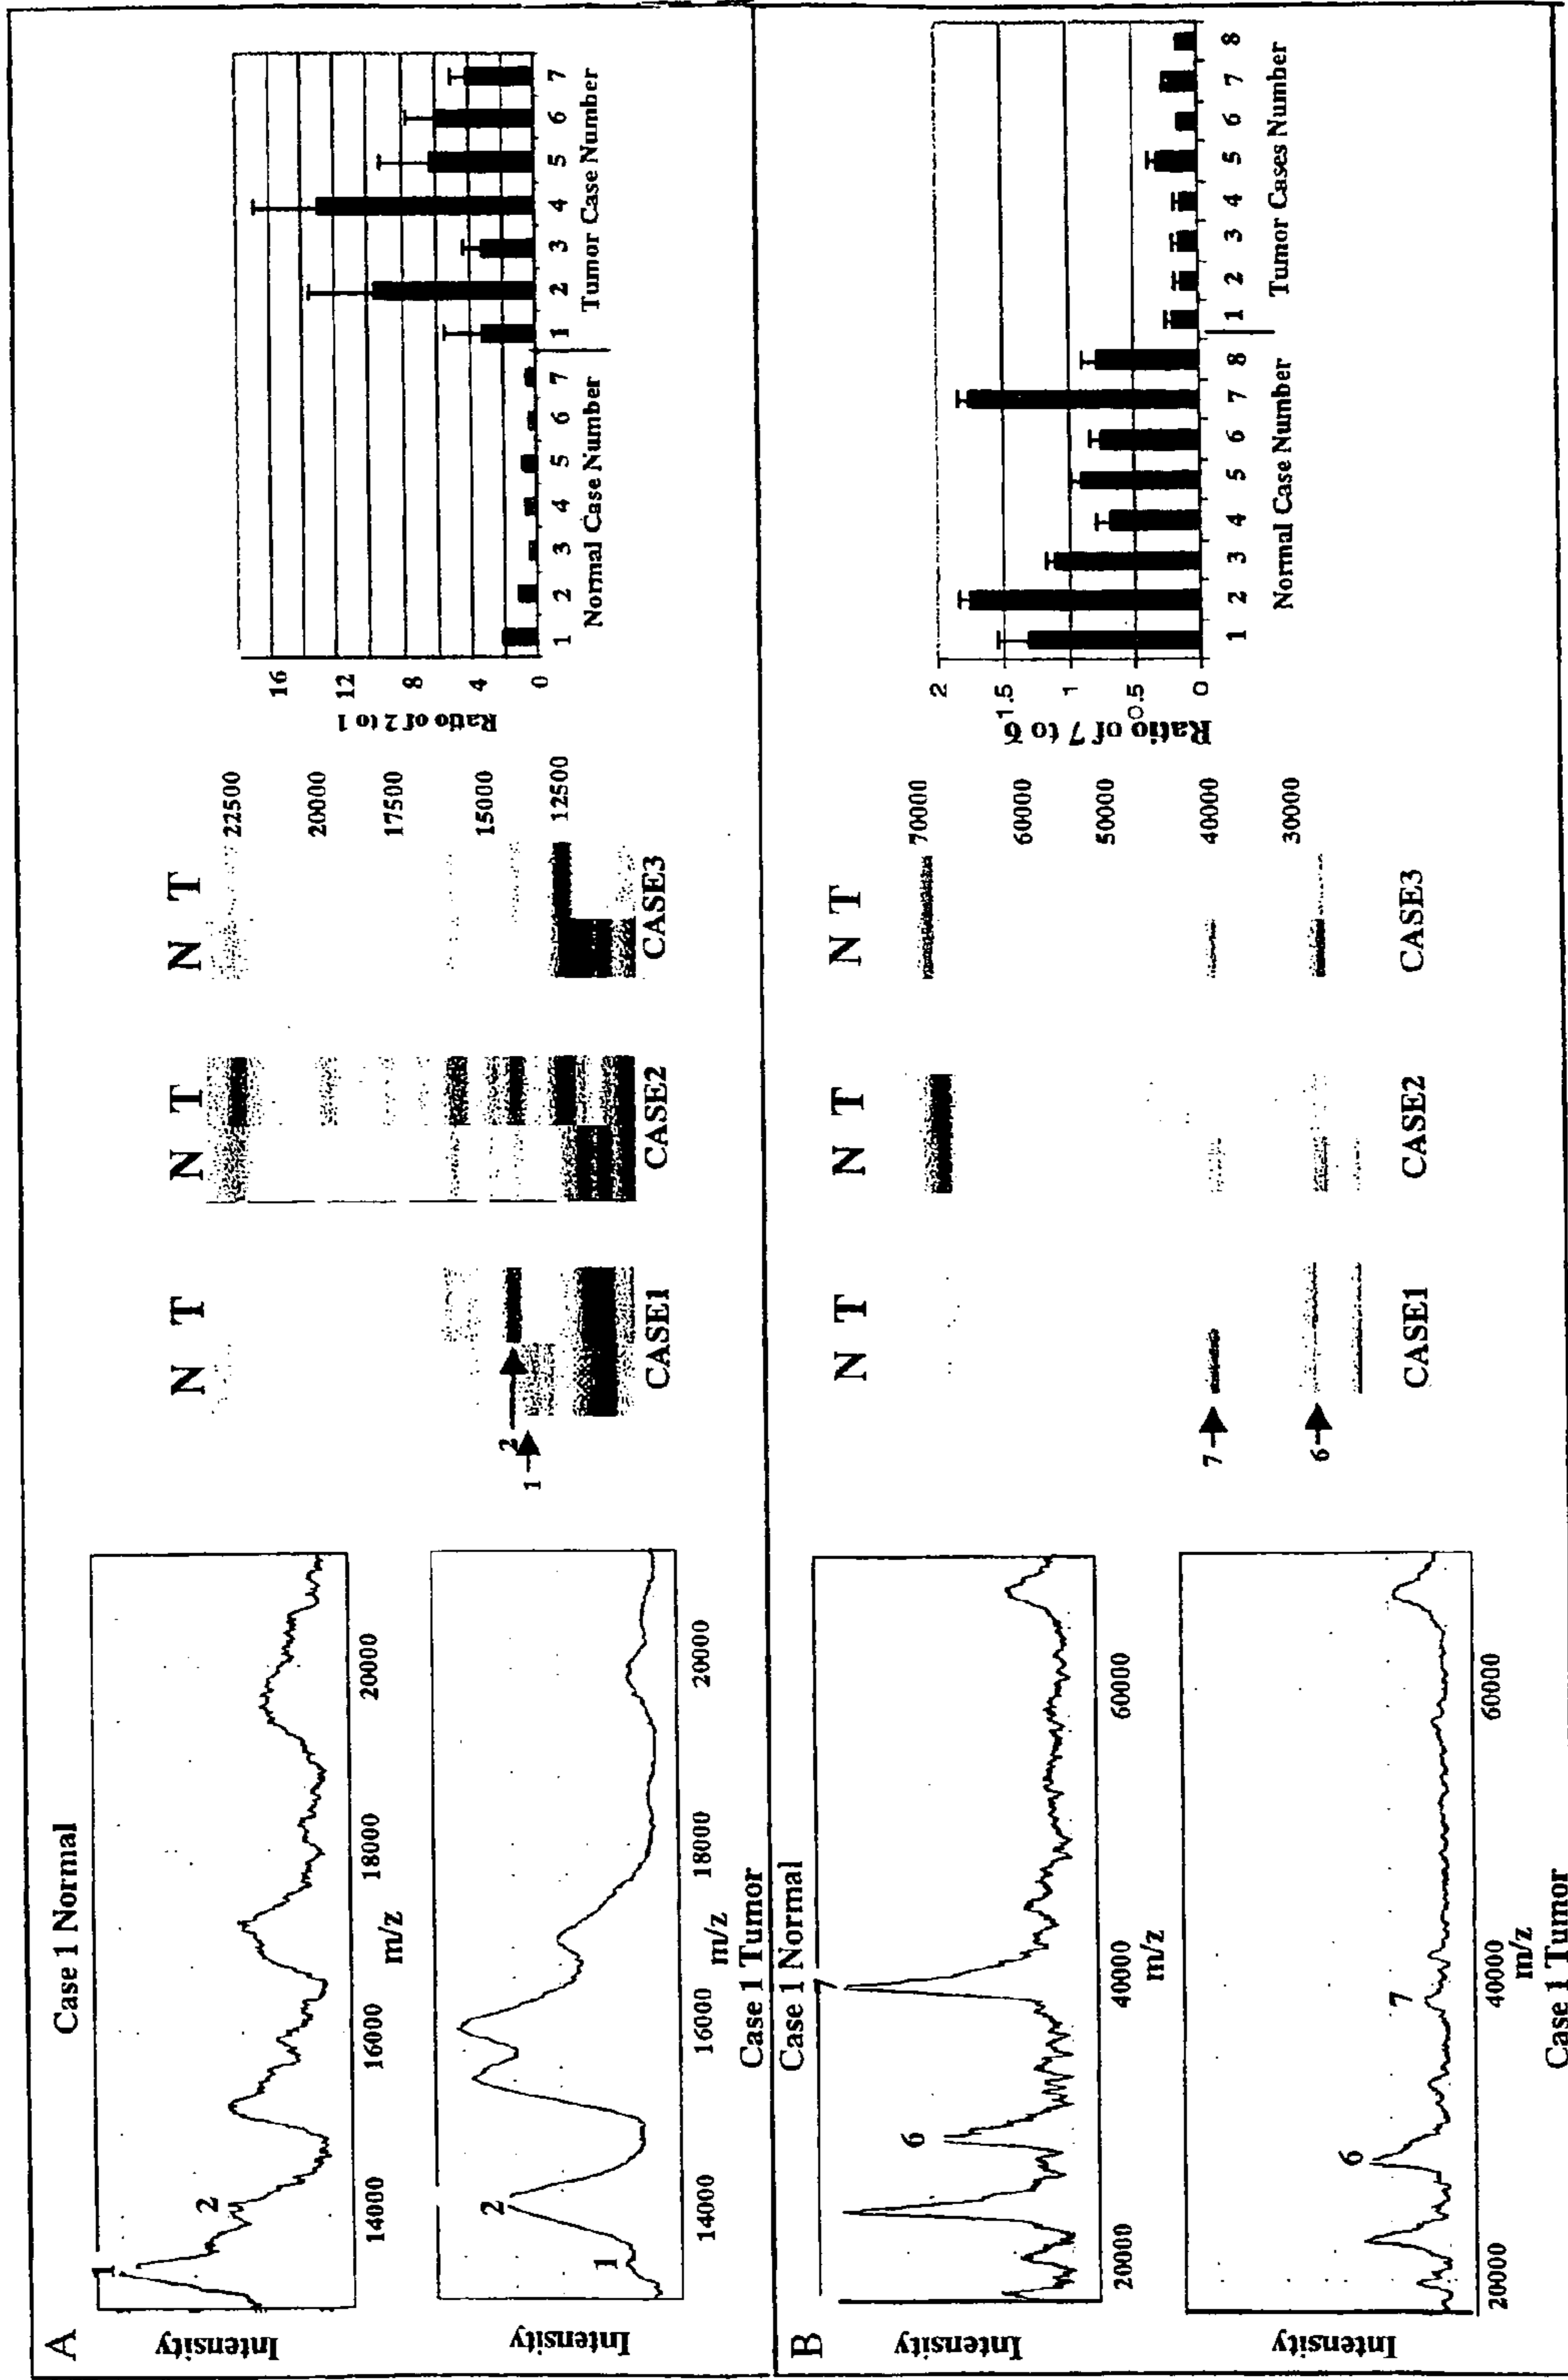 A
Case 1 Normal
Intensity
1
2
14000 16000 18000 20000
m/z
Intensity
1
2
14000 16000 18000 20000
m/z
Case 1 Tumor
N T
N T
N T
1
2
22500
20000
17500
15000
12500
CASE1
CASE2
CASE3
Ratio of 2 to 1
16
12
8
4
0
1 2 3 4 5 6 7 1 2 3 4 5 6 7
Normal Case Number
Tumor Case Number
B
Case 1 Normal
Intensity
6
7
20000 40000 60000
m/z
Intensity
6
7
20000 40000 60000
m/z
Case 1 Tumor
N T
N T
N T
7
6
70000
60000
50000
40000
30000
CASE1
CASE2
CASE3
Ratio of 7 to 6
2
1.5
1
0.5
0
1 2 3 4 5 6 7 8 1 2 3 4 5 6 7 8
Normal Case Number
Tumor Cases Number